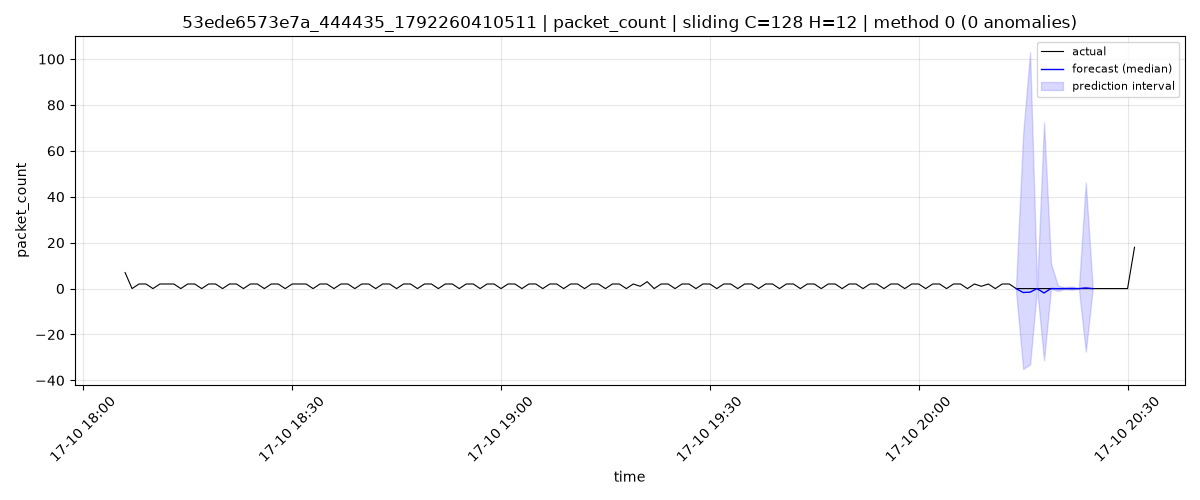 53ede6573e7a_444435_1792260410511 | packet_count | sliding C=128 H=12 | method 0 (0 anomalies)
actual
forecast (median)
prediction interval
100
80
60
40
20
0
−20
−40
packet_count
17-10 18:00
17-10 18:30
17-10 19:00
17-10 19:30
17-10 20:00
17-10 20:30
time